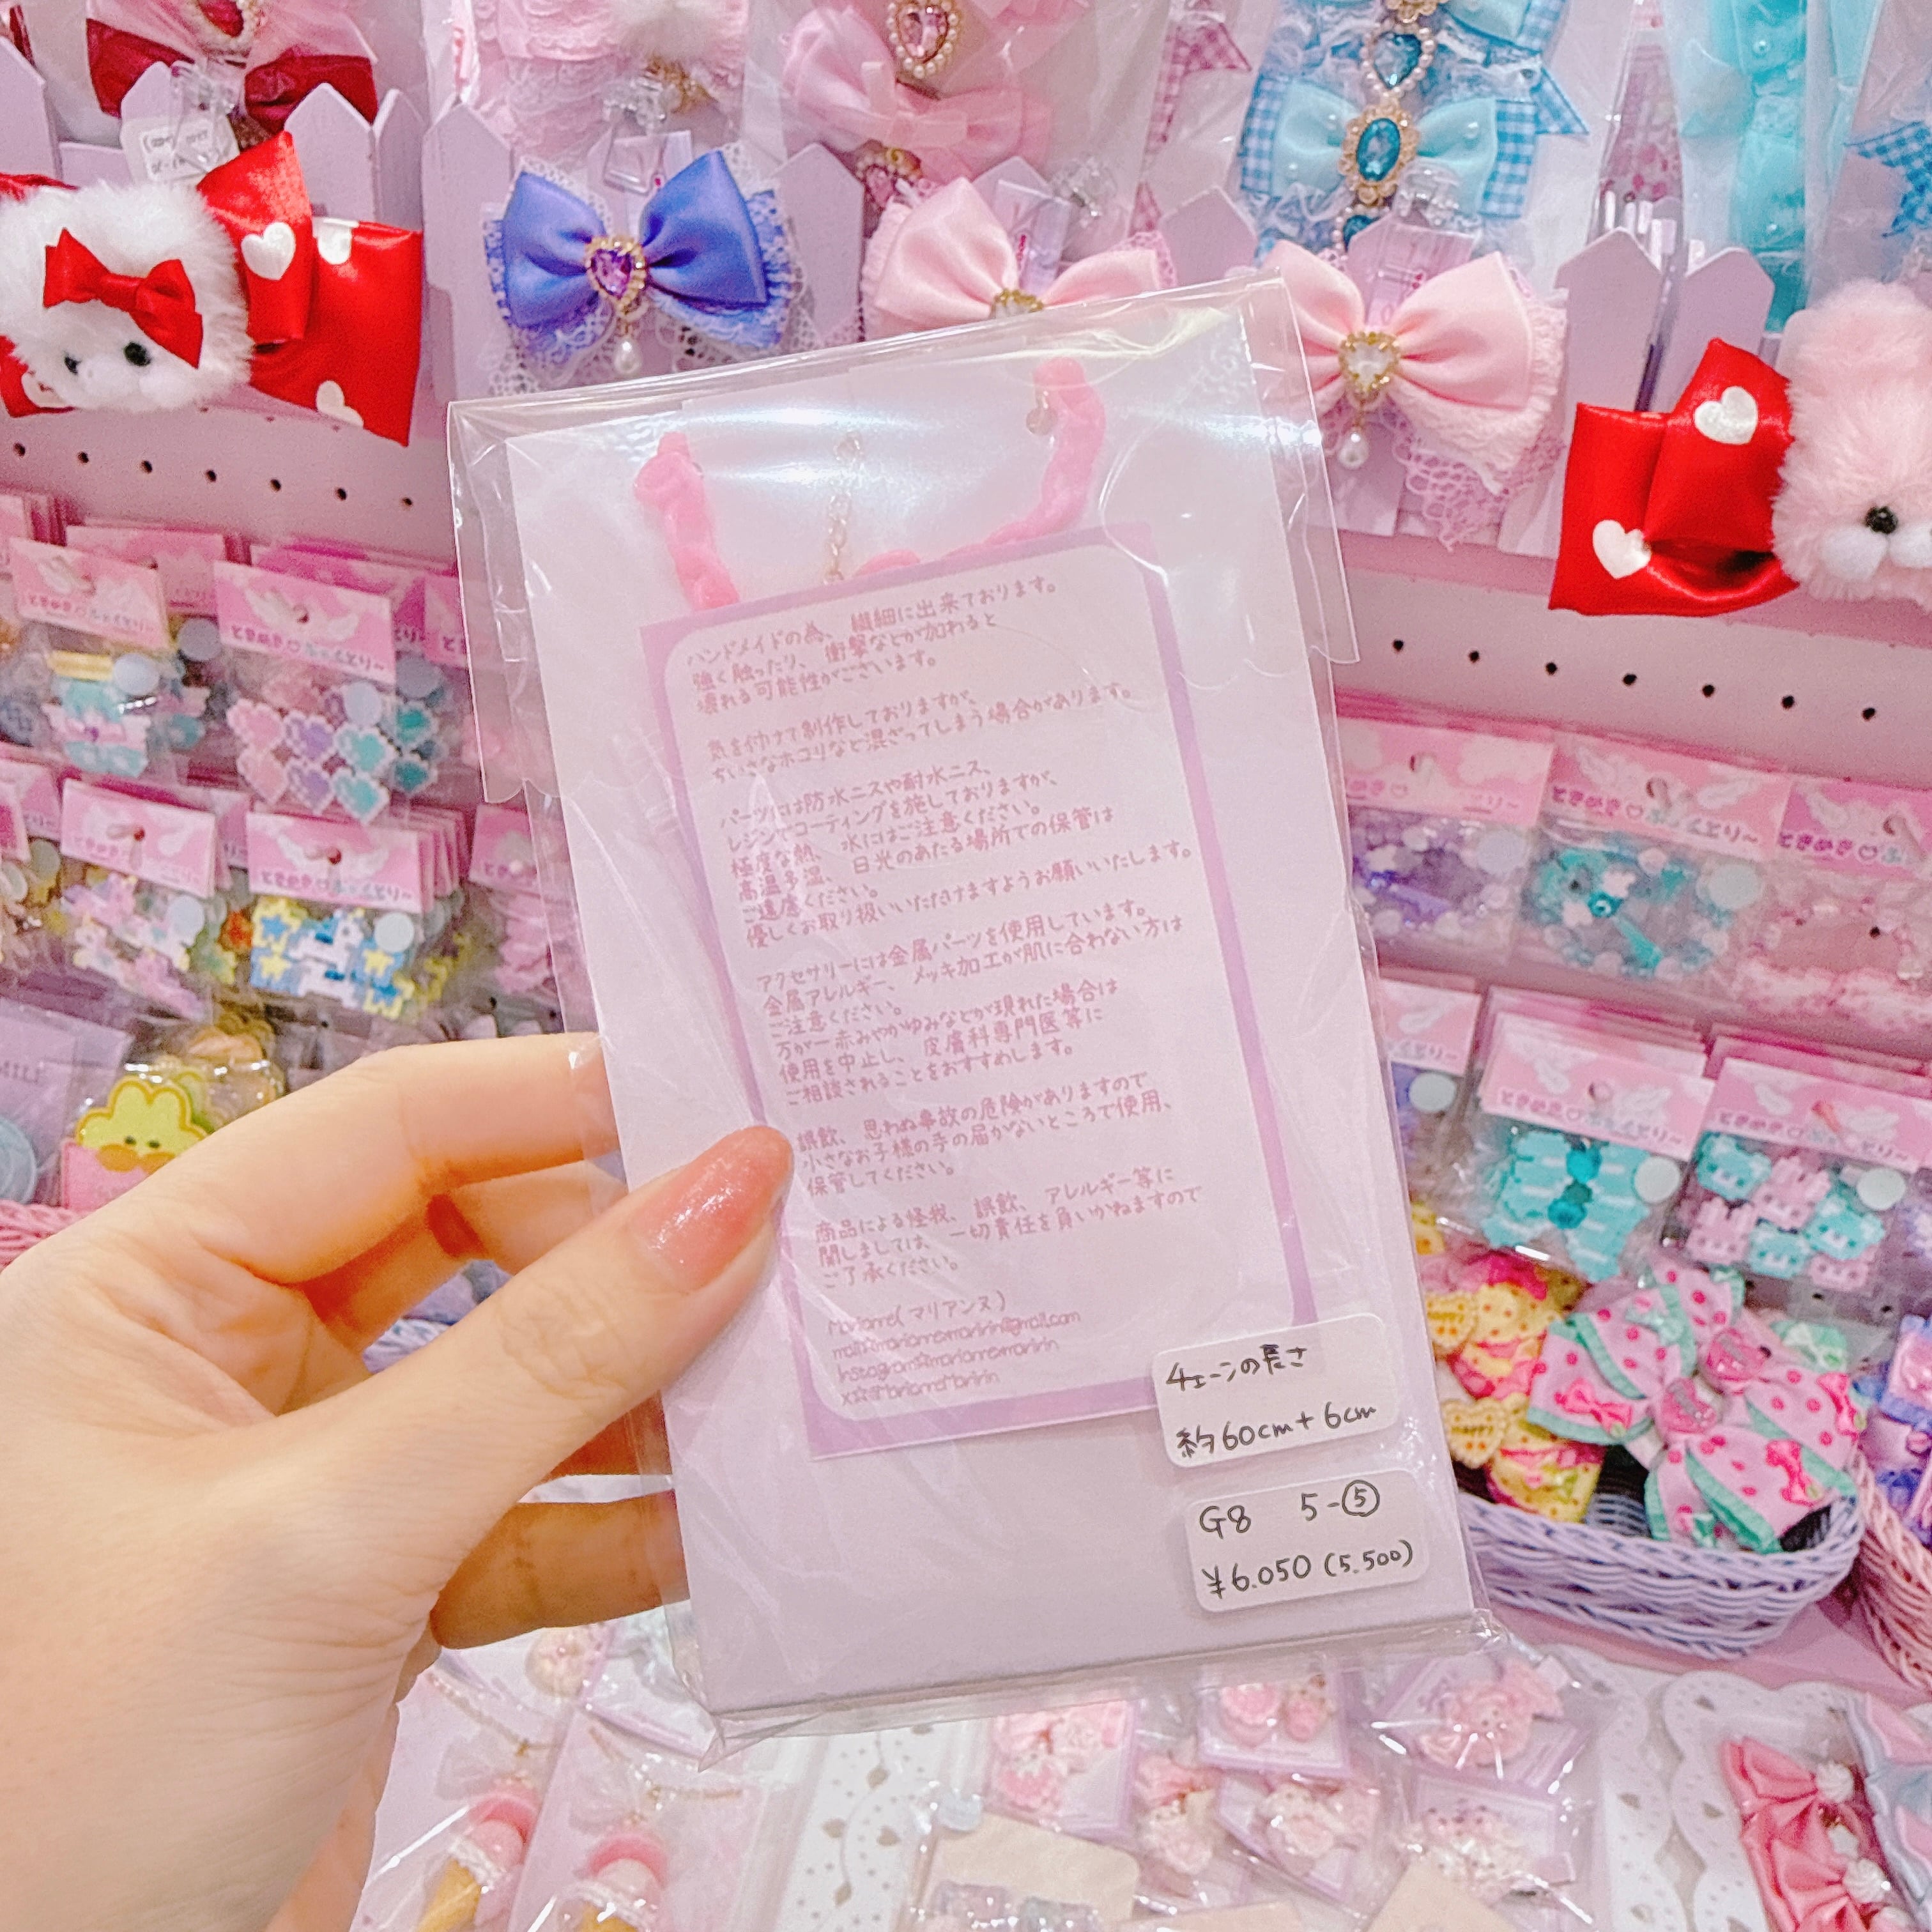 ハンドメイドの為、繊細に出来ております。
強く触ったり、衝撃などが加わると
壊れる可能性がございます。
気を付けて制作しておりますが、
ちいさなホコリなど混ざってしまう場合があります。
パーツには防水ニスや耐水ニス、
レジンでコーティングを施しておりますが、
極度な熱、水にはご注意ください。
高温多湿、日光のあたる場所での保管は
ご遠慮ください。
優しくお取り扱いいただけますようお願いいたします。
アクセサリーには金属パーツを使用しています。
金属アレルギー、メッキ加工が肌に合わない方は
ご注意ください。
万が一赤みやかゆみなどが現れた場合は
使用を中止し、皮膚科専門医等に
ご相談されることをおすすめします。
誤飲、思わぬ事故の危険がありますので
小さなお子様の手の届かないところで使用、
保管してください。
商品による怪我、誤飲、アレルギー等に
関しましては、一切責任を負いかねますので
ご了承ください。
Marianne(マリアンヌ)
チェーンの長さ
約60cm+6cm
G8 5-⑤
¥6.050(5.500)